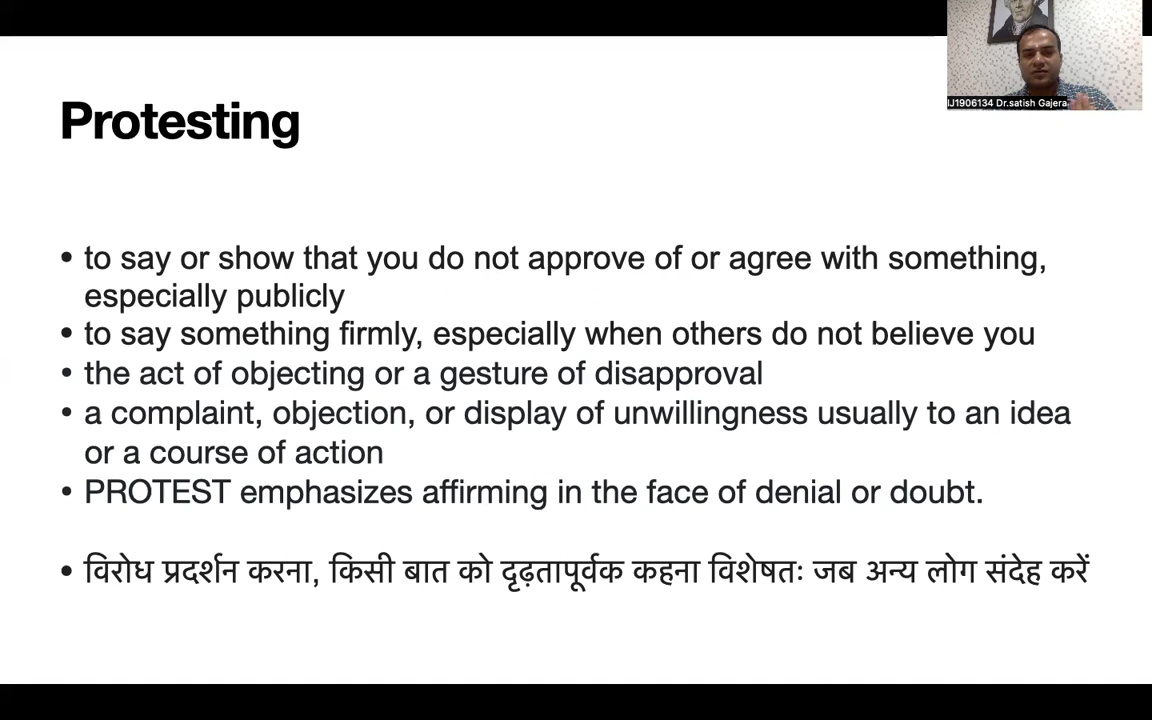 IJ1906134 Dr.satish Gajera
Protesting
• to say or show that you do not approve of or agree with something,
especially publicly
• to say something firmly, especially when others do not believe you
• the act of objecting or a gesture of disapproval
• a complaint, objection, or display of unwillingness usually to an idea
or a course of action
• PROTEST emphasizes affirming in the face of denial or doubt.
• विरोध प्रदर्शन करना, किसी बात को दृढ़तापूर्वक कहना विशेषतः जब अन्य लोग संदेह करें